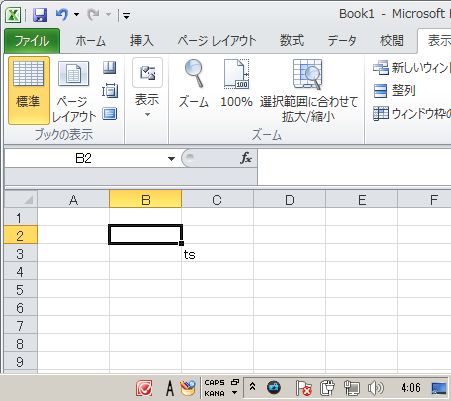 Book1 - Microsoft
ファイル ホーム 挿入 ページ レイアウト 数式 データ 校閲 表示
標準 ページ レイアウト 表示 ズーム 100% 選択範囲に合わせて 拡大/縮小 新しいウィン
整列
ウィンドウ枠の
ブックの表示 ズーム
B2 fx
A B C D E F
1
2
3 ts
4
5
6
7
8
9
A CAPS KANA 4:06